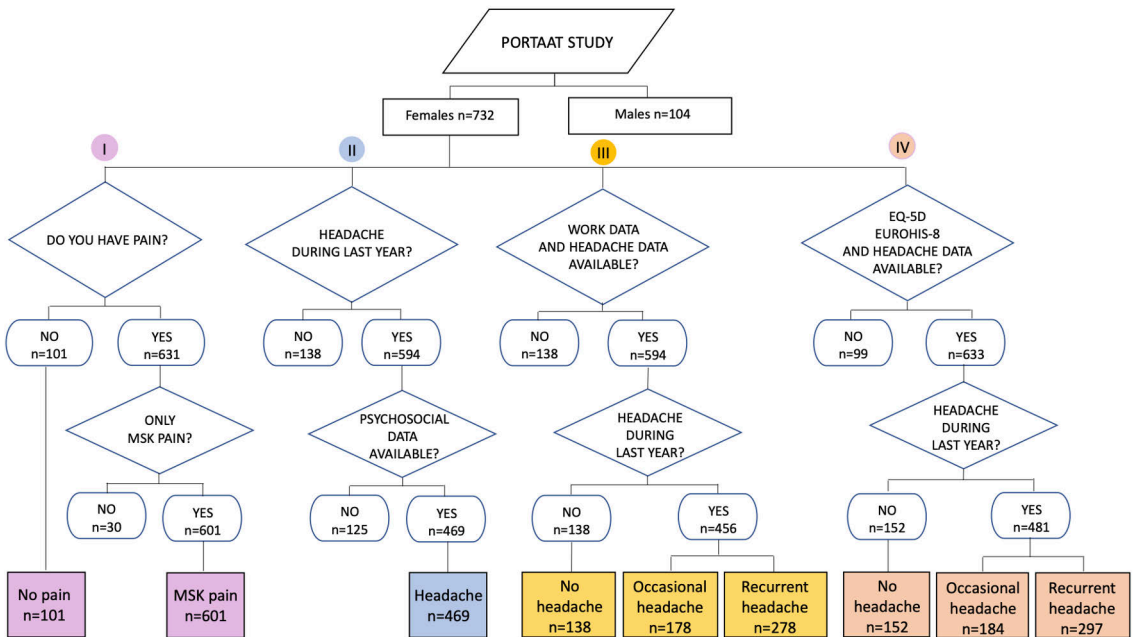 PORTAAT STUDY
Females n=732
Males n=104
I
II
III
IV
DO YOU HAVE PAIN?
HEADACHE
DURING LAST YEAR?
WORK DATA
AND HEADACHE DATA
AVAILABLE?
EQ-5D
EUROHIS-8
AND HEADACHE DATA
AVAILABLE?
NO
n=101
YES
n=631
NO
n=138
YES
n=594
NO
n=138
YES
n=594
NO
n=99
YES
n=633
ONLY
MSK PAIN?
PSYCHOSOCIAL
DATA
AVAILABLE?
HEADACHE
DURING
LAST YEAR?
HEADACHE
DURING
LAST YEAR?
NO
n=30
YES
n=601
NO
n=125
YES
n=469
NO
n=138
YES
n=456
NO
n=152
YES
n=481
No pain
n=101
MSK pain
n=601
Headache
n=469
No
headache
n=138
Occasional
headache
n=178
Recurrent
headache
n=278
No
headache
n=152
Occasional
headache
n=184
Recurrent
headache
n=297